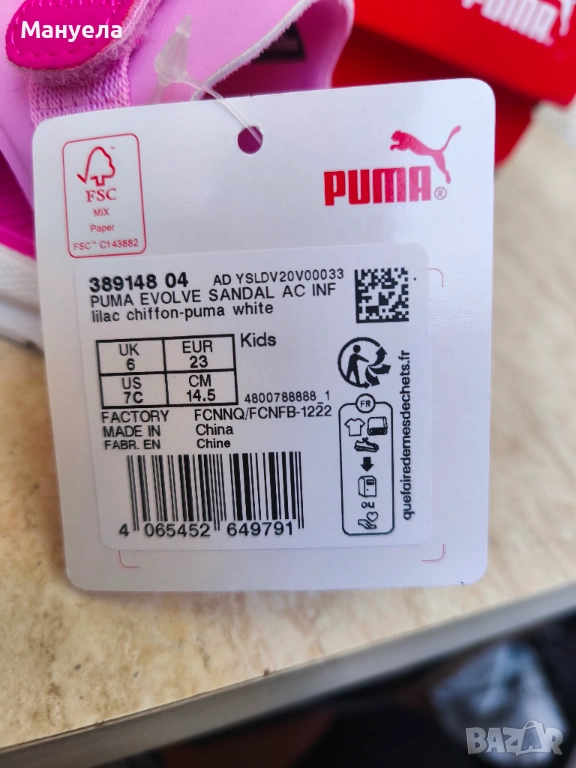 Мануела
PUMA
FSC
MIX
Paper
FSC™ C143882
PUMA®
389148 04 AD YSLDV20V00033
PUMA EVOLVE SANDAL AC INF
lilac chiffon-puma white
UK EUR Kids
6 23
US CM
7C 14.5 4800788888_1
FACTORY FCNNQ/FCNFB-1222
MADE IN China
FABR. EN Chine
4 065452 649791
FR
OU
quefairedemesdechets.fr
BAZAR